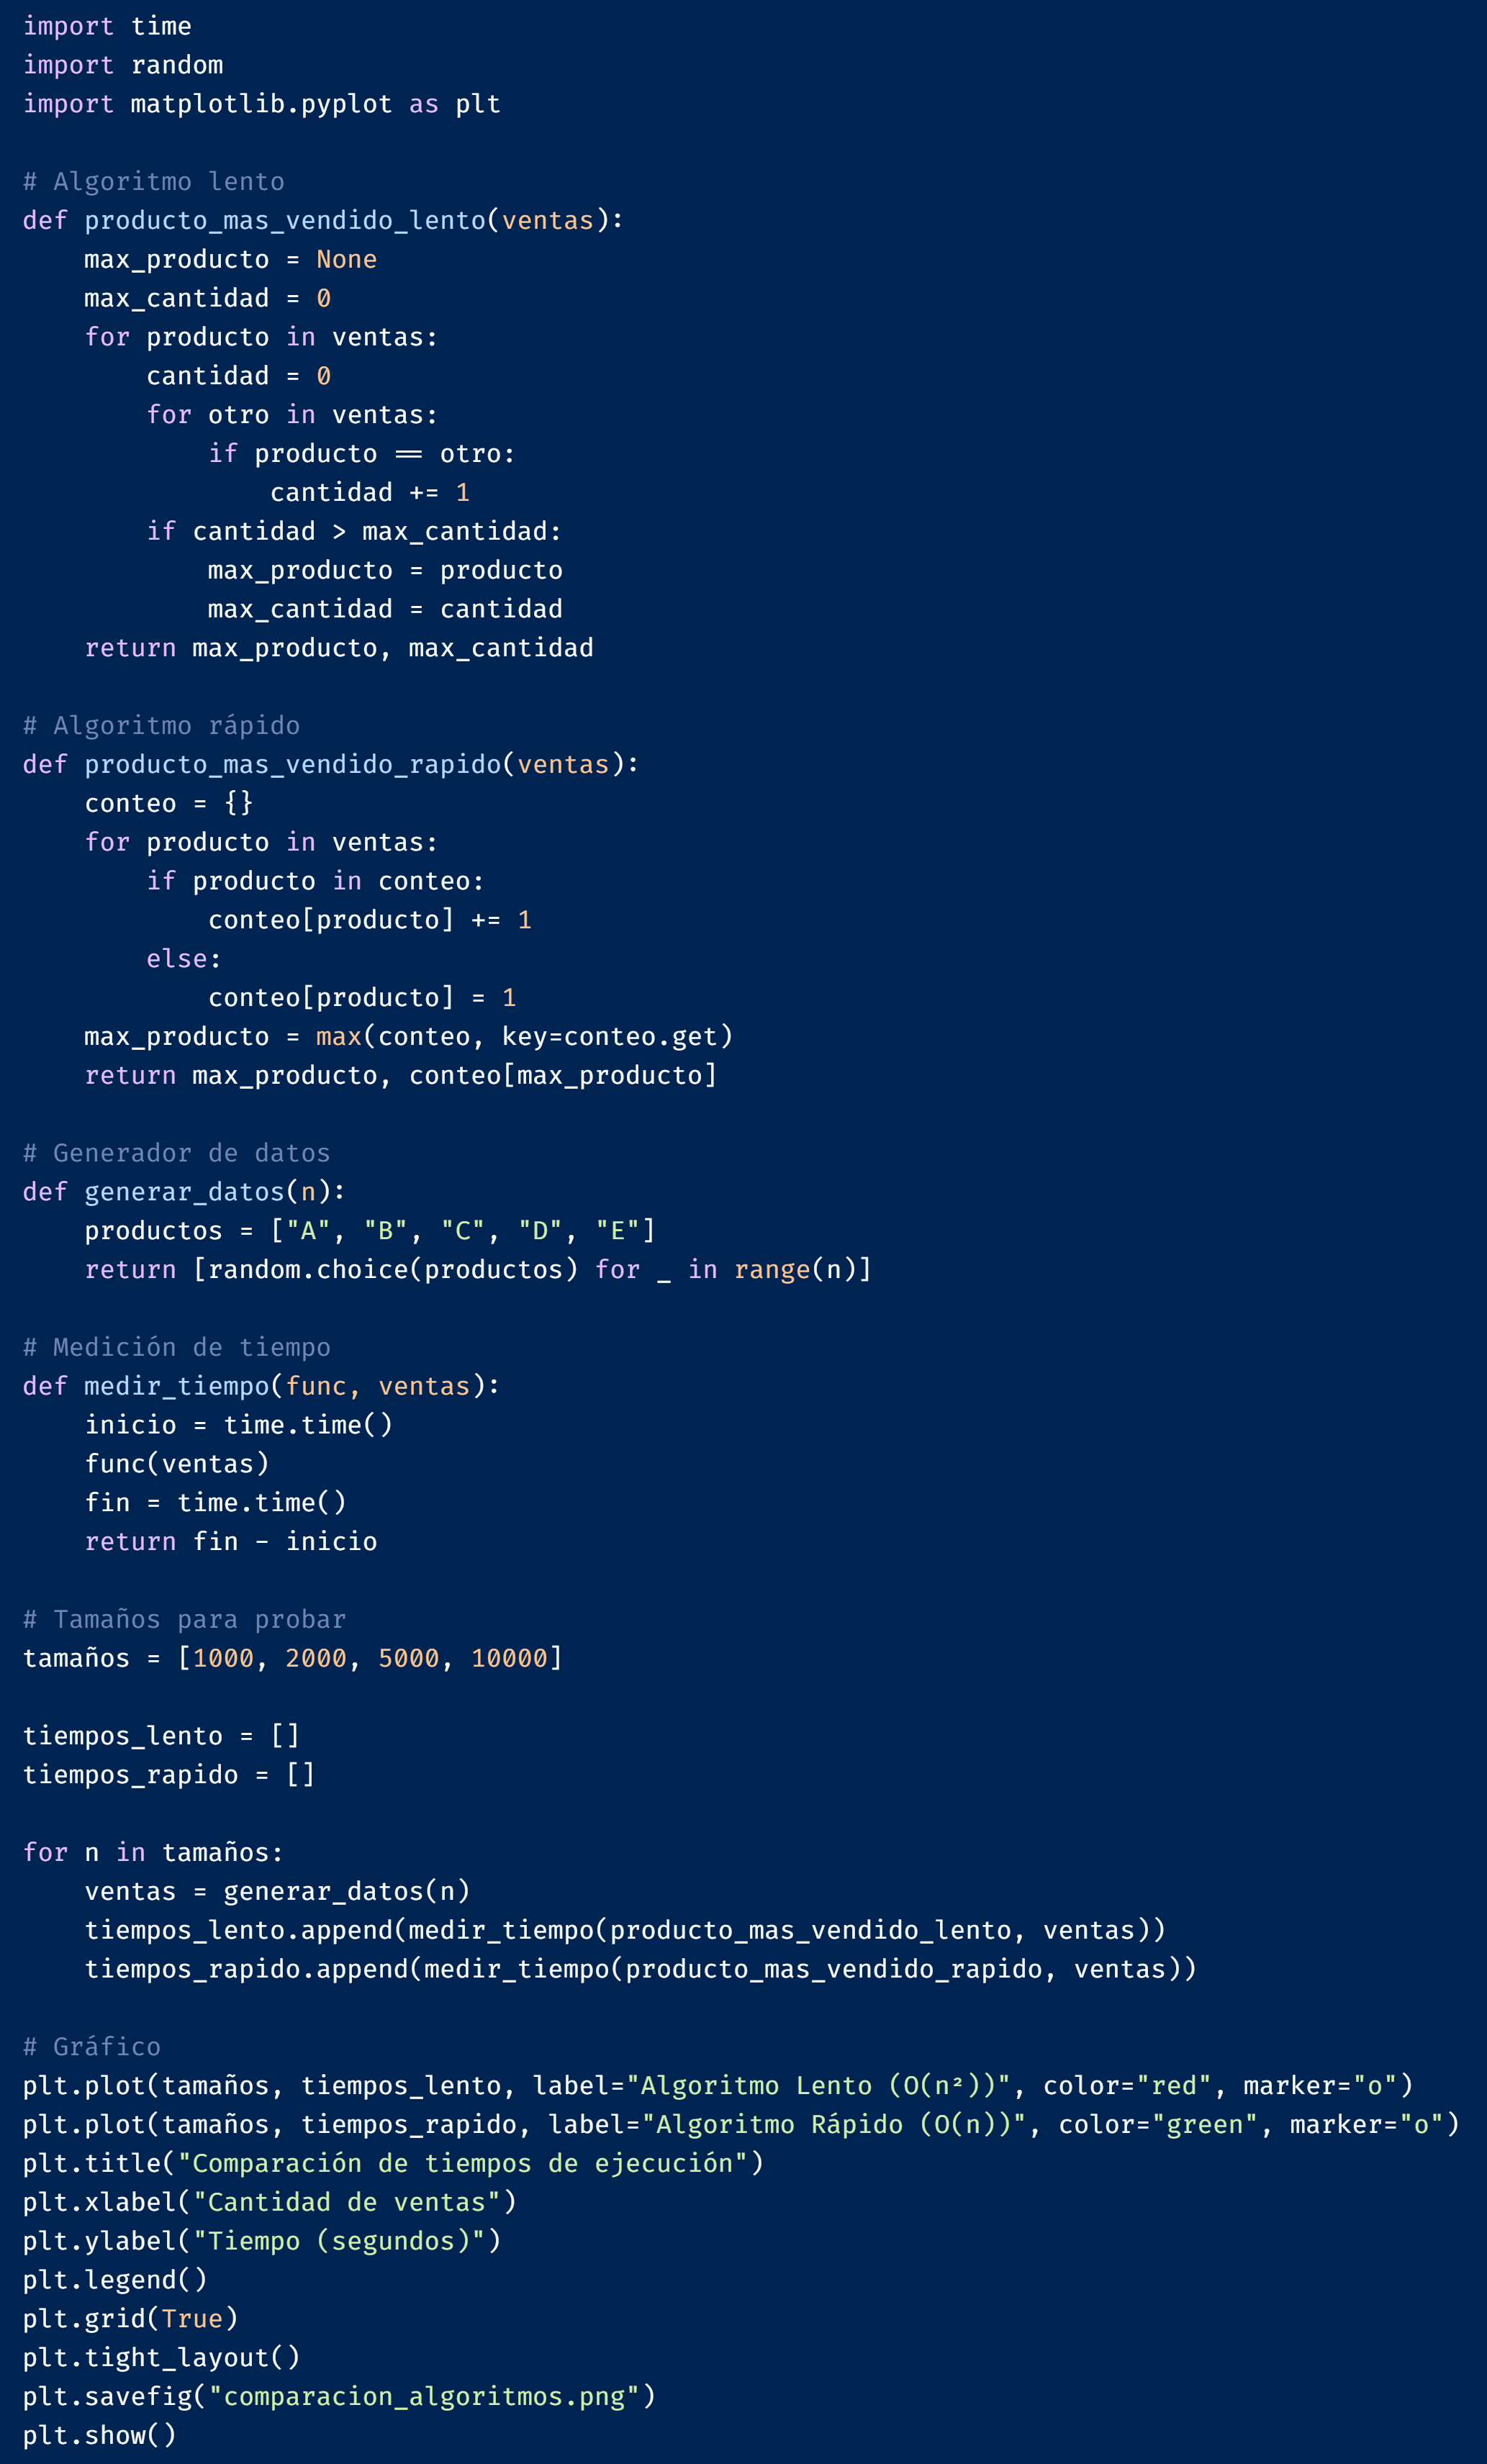 import time
import random
import matplotlib.pyplot as plt

# Algoritmo lento
def producto_mas_vendido_lento(ventas):
    max_producto = None
    max_cantidad = 0
    for producto in ventas:
        cantidad = 0
        for otro in ventas:
            if producto == otro:
                cantidad += 1
        if cantidad > max_cantidad:
            max_producto = producto
            max_cantidad = cantidad
    return max_producto, max_cantidad

# Algoritmo rápido
def producto_mas_vendido_rapido(ventas):
    conteo = {}
    for producto in ventas:
        if producto in conteo:
            conteo[producto] += 1
        else:
            conteo[producto] = 1
    max_producto = max(conteo, key=conteo.get)
    return max_producto, conteo[max_producto]

# Generador de datos
def generar_datos(n):
    productos = ["A", "B", "C", "D", "E"]
    return [random.choice(productos) for _ in range(n)]

# Medición de tiempo
def medir_tiempo(func, ventas):
    inicio = time.time()
    func(ventas)
    fin = time.time()
    return fin - inicio

# Tamaños para probar
tamaños = [1000, 2000, 5000, 10000]

tiempos_lento = []
tiempos_rapido = []

for n in tamaños:
    ventas = generar_datos(n)
    tiempos_lento.append(medir_tiempo(producto_mas_vendido_lento, ventas))
    tiempos_rapido.append(medir_tiempo(producto_mas_vendido_rapido, ventas))

# Gráfico
plt.plot(tamaños, tiempos_lento, label="Algoritmo Lento (O(n²))", color="red", marker="o")
plt.plot(tamaños, tiempos_rapido, label="Algoritmo Rápido (O(n))", color="green", marker="o")
plt.title("Comparación de tiempos de ejecución")
plt.xlabel("Cantidad de ventas")
plt.ylabel("Tiempo (segundos)")
plt.legend()
plt.grid(True)
plt.tight_layout()
plt.savefig("comparacion_algoritmos.png")
plt.show()